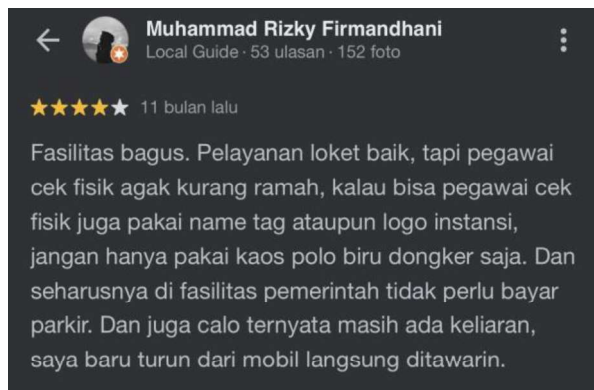 Muhammad Rizky Firmandhani
Local Guide · 53 ulasan · 152 foto
11 bulan lalu
Fasilitas bagus. Pelayanan loket baik, tapi pegawai
cek fisik agak kurang ramah, kalau bisa pegawai cek
fisik juga pakai name tag ataupun logo instansi,
jangan hanya pakai kaos polo biru dongker saja. Dan
seharusnya di fasilitas pemerintah tidak perlu bayar
parkir. Dan juga calo ternyata masih ada keliaran,
saya baru turun dari mobil langsung ditawarin.